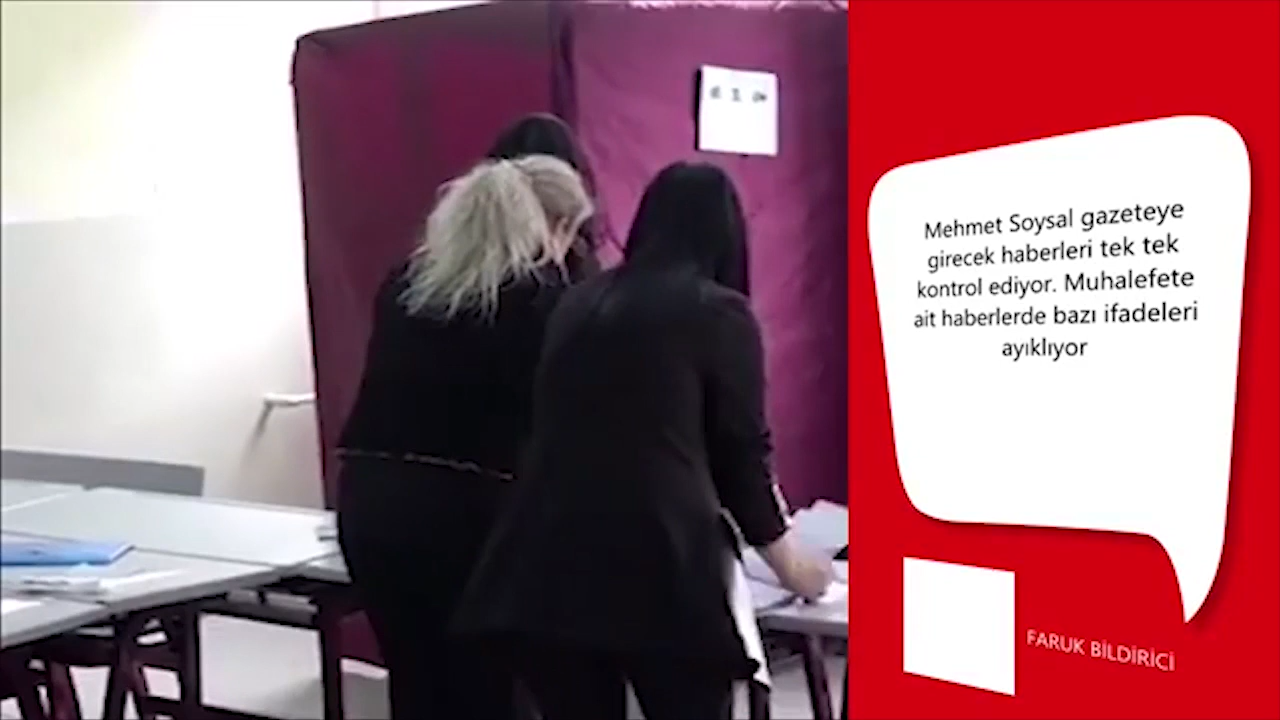 Mehmet Soysal gazeteye
girecek haberleri tek tek
kontrol ediyor. Muhalefete
ait haberlerde bazı ifadeleri
ayıklıyor
FARUK BİLDİRİCİ